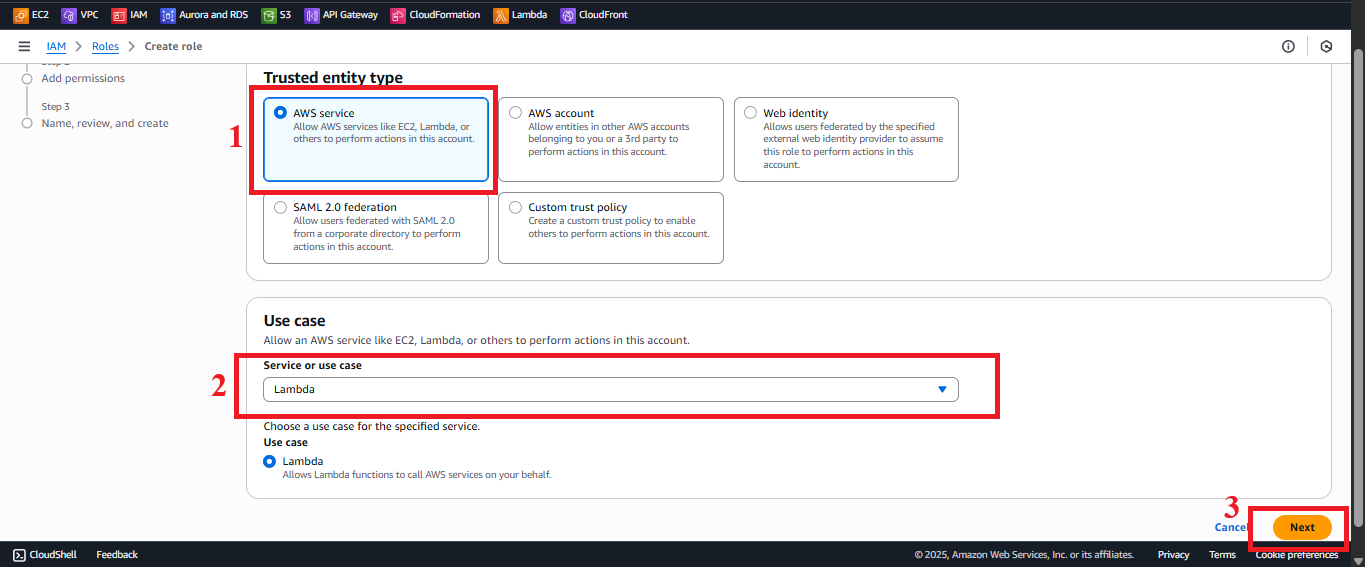 EC2 VPC IAM Aurora and RDS S3 API Gateway CloudFormation Lambda CloudFront
IAM > Roles > Create role
Add permissions
Step 3
Name, review, and create
Trusted entity type
1
AWS service
Allow AWS services like EC2, Lambda, or
others to perform actions in this account.
AWS account
Allow entities in other AWS accounts
belonging to you or a 3rd party to
perform actions in this account.
Web identity
Allows users federated by the specified
external web identity provider to assume
this role to perform actions in this
account.
SAML 2.0 federation
Allow users federated with SAML 2.0
from a corporate directory to perform
actions in this account.
Custom trust policy
Create a custom trust policy to enable
others to perform actions in this account.
Use case
Allow an AWS service like EC2, Lambda, or others to perform actions in this account.
2
Service or use case
Lambda
Choose a use case for the specified service.
Use case
Lambda
Allows Lambda functions to call AWS services on your behalf.
3
Cancel
Next
CloudShell Feedback
© 2025, Amazon Web Services, Inc. or its affiliates. Privacy Terms Cookie preferences